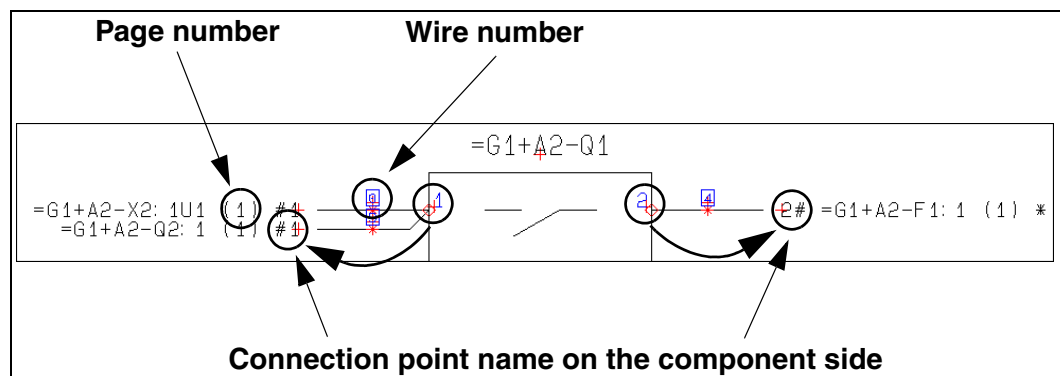 Page number
Wire number
=G1+A2-Q1
1
2
4
=G1+A2-X2: 1U1 (1) #1
2# =G1+A2-F1: 1 (1) *
=G1+A2-Q2: 1 (1) #1
Connection point name on the component side